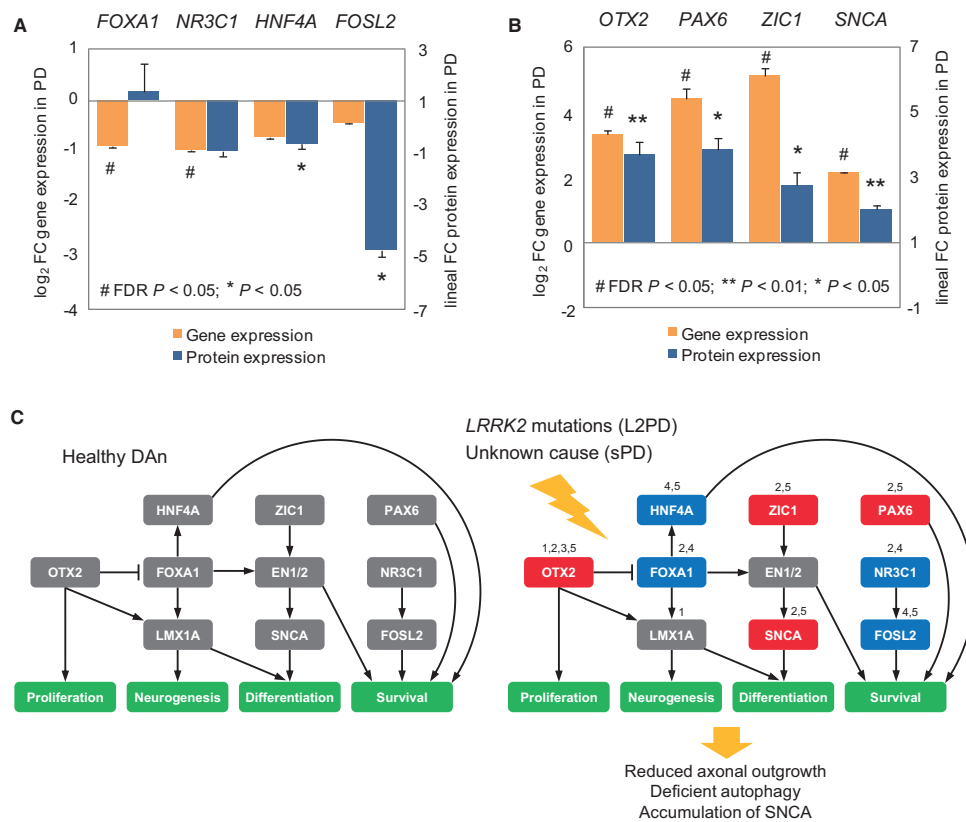 A
FOXA1 NR3C1 HNF4A FOSL2
log2 FC gene expression in PD
1
0
-1
-2
-3
-4
lineal FC protein expression in PD
3
1
-1
-3
-5
-7
# # * *
# FDR P < 0.05; * P < 0.05
Gene expression
Protein expression
B
OTX2 PAX6 ZIC1 SNCA
log2 FC gene expression in PD
6
4
2
0
-2
lineal FC protein expression in PD
7
5
3
1
-1
# ** # * # * # **
# FDR P < 0.05; ** P < 0.01; * P < 0.05
Gene expression
Protein expression
C
Healthy DAn
HNF4A ZIC1 PAX6
OTX2 FOXA1 EN1/2 NR3C1
LMX1A SNCA FOSL2
Proliferation Neurogenesis Differentiation Survival
LRRK2 mutations (L2PD)
Unknown cause (sPD)
4,5 2,5 2,5
HNF4A ZIC1 PAX6
1,2,3,5 2,4 2,4
OTX2 FOXA1 EN1/2 NR3C1
1 2,5 4,5
LMX1A SNCA FOSL2
Proliferation Neurogenesis Differentiation Survival
Reduced axonal outgrowth
Deficient autophagy
Accumulation of SNCA